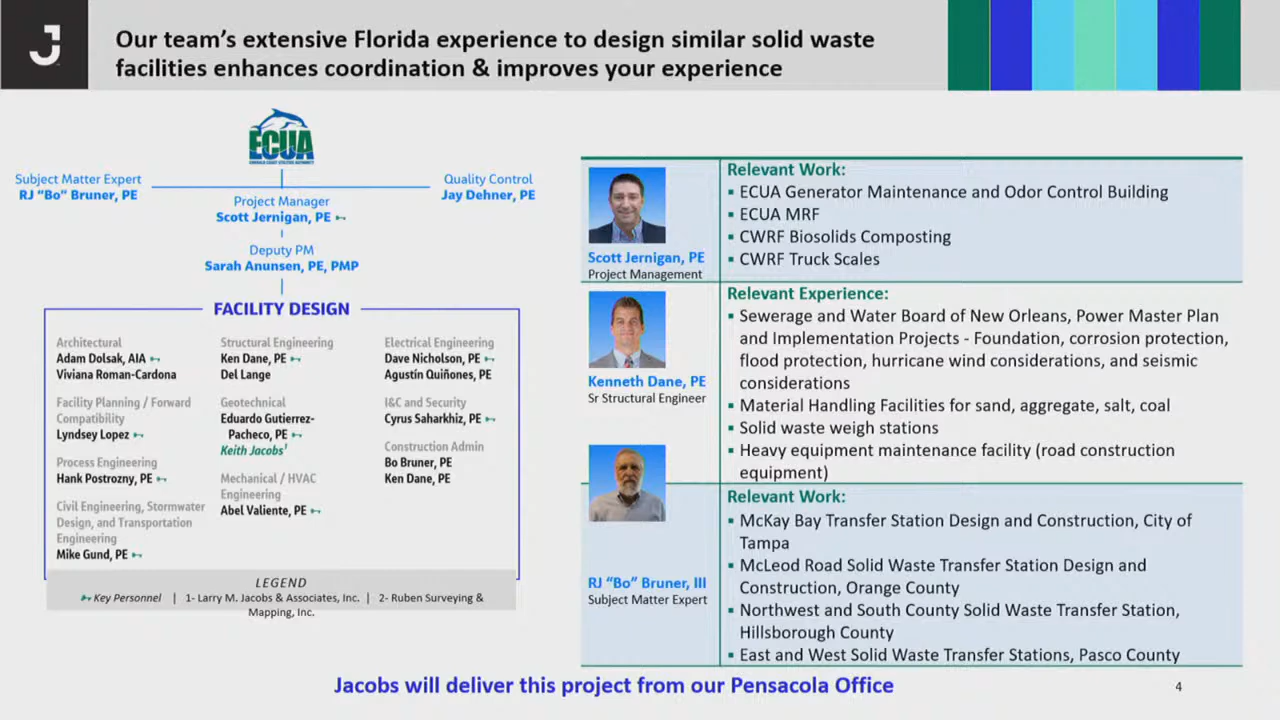 Our team's extensive Florida experience to design similar solid waste
facilities enhances coordination & improves your experience
ECUA
Subject Matter Expert
RJ "Bo" Bruner, PE
Quality Control
Jay Dehner, PE
Project Manager
Scott Jernigan, PE
Deputy PM
Sarah Anunsen, PE, PMP
FACILITY DESIGN
Architectural
Adam Dolsak, AIA
Viviana Roman-Cardona
Facility Planning / Forward
Compatibility
Lyndsey Lopez
Process Engineering
Hank Postrozny, PE
Civil Engineering, Stormwater
Design, and Transportation
Engineering
Mike Gund, PE
Structural Engineering
Ken Dane, PE
Del Lange
Geotechnical
Eduardo Gutierrez-
Pacheco, PE
Keith Jacobs¹
Mechanical / HVAC
Engineering
Abel Valiente, PE
Electrical Engineering
Dave Nicholson, PE
Agustín Quiñones, PE
I&C and Security
Cyrus Saharkhiz, PE
Construction Admin
Bo Bruner, PE
Ken Dane, PE
LEGEND
Key Personnel | 1- Larry M. Jacobs & Associates, Inc. | 2- Ruben Surveying &
Mapping, Inc.
Scott Jernigan, PE
Project Management
Relevant Work:
▪ ECUA Generator Maintenance and Odor Control Building
▪ ECUA MRF
▪ CWRF Biosolids Composting
▪ CWRF Truck Scales
Kenneth Dane, PE
Sr Structural Engineer
Relevant Experience:
▪ Sewerage and Water Board of New Orleans, Power Master Plan
and Implementation Projects - Foundation, corrosion protection,
flood protection, hurricane wind considerations, and seismic
considerations
▪ Material Handling Facilities for sand, aggregate, salt, coal
▪ Solid waste weigh stations
▪ Heavy equipment maintenance facility (road construction
equipment)
RJ "Bo" Bruner, III
Subject Matter Expert
Relevant Work:
▪ McKay Bay Transfer Station Design and Construction, City of
Tampa
▪ McLeod Road Solid Waste Transfer Station Design and
Construction, Orange County
▪ Northwest and South County Solid Waste Transfer Station,
Hillsborough County
▪ East and West Solid Waste Transfer Stations, Pasco County
Jacobs will deliver this project from our Pensacola Office
4